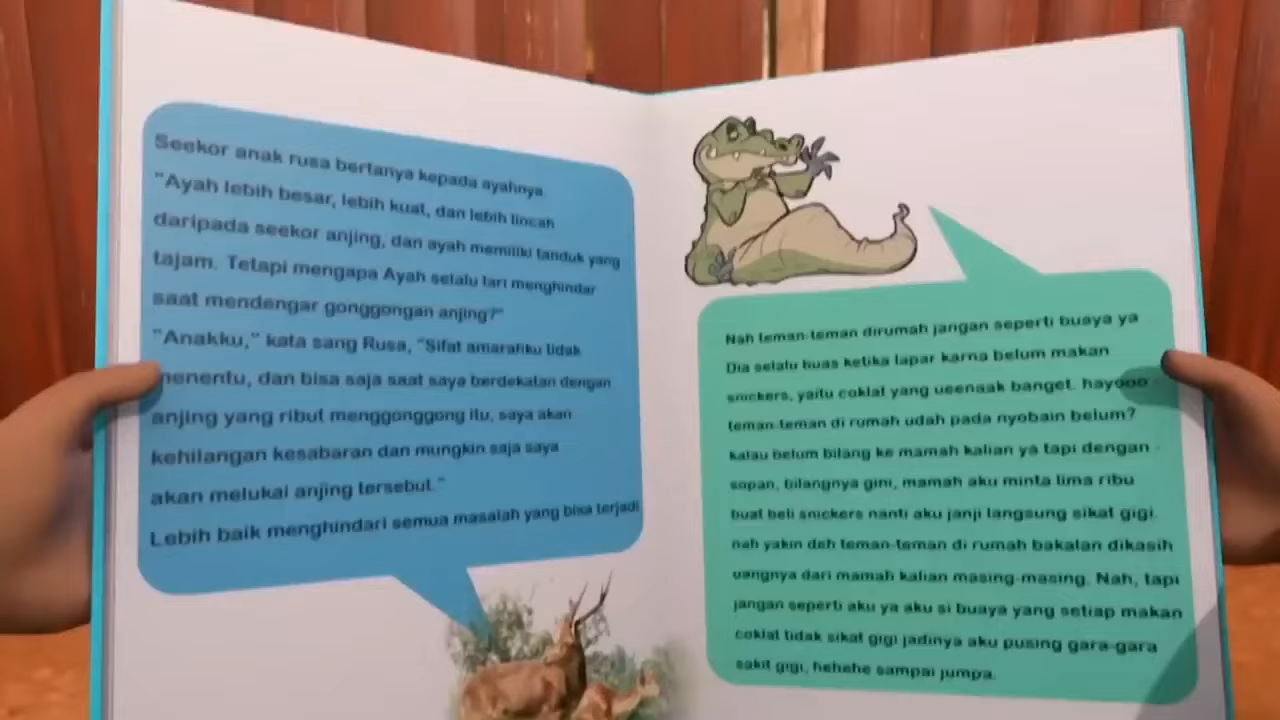 Seekor anak rusa bertanya kepada ayahnya.
"Ayah lebih besar, lebih kuat, dan lebih lincah
daripada seekor anjing, dan ayah memiliki tanduk yang
tajam. Tetapi mengapa Ayah selalu lari menghindar
saat mendengar gonggongan anjing?"
"Anakku," kata sang Rusa, "Sifat amarahku tidak
menentu, dan bisa saja saat saya berdekatan dengan
anjing yang ribut menggonggong itu, saya akan
kehilangan kesabaran dan mungkin saja saya
akan melukai anjing tersebut."
Lebih baik menghindari semua masalah yang bisa terjadi
Nah teman-teman dirumah jangan seperti buaya ya
Dia selalu buas ketika lapar karna belum makan
snickers, yaitu coklat yang ueenaak banget. hayooo
teman-teman di rumah udah pada nyobain belum?
kalau belum bilang ke mamah kalian ya tapi dengan
sopan, bilangnya gini, mamah aku minta lima ribu
buat beli snickers nanti aku janji langsung sikat gigi.
nah yakin deh teman-teman di rumah bakalan dikasih
uangnya dari mamah kalian masing-masing. Nah, tapi
jangan seperti aku ya aku si buaya yang setiap makan
coklat tidak sikat gigi jadinya aku pusing gara-gara
sakit gigi, hehehe sampai jumpa.